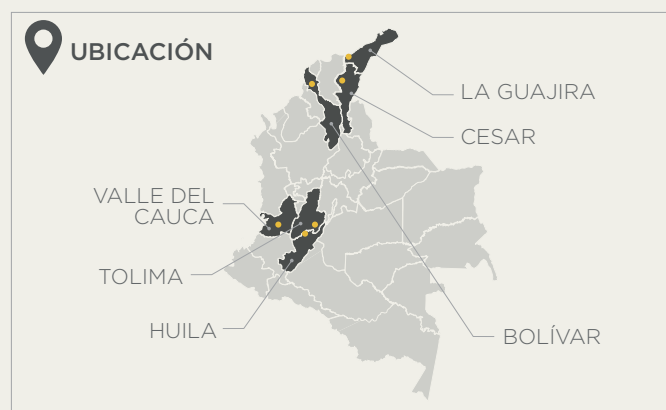 UBICACIÓN
LA GUAJIRA
CESAR
VALLE DEL
CAUCA
TOLIMA
HUILA
BOLÍVAR